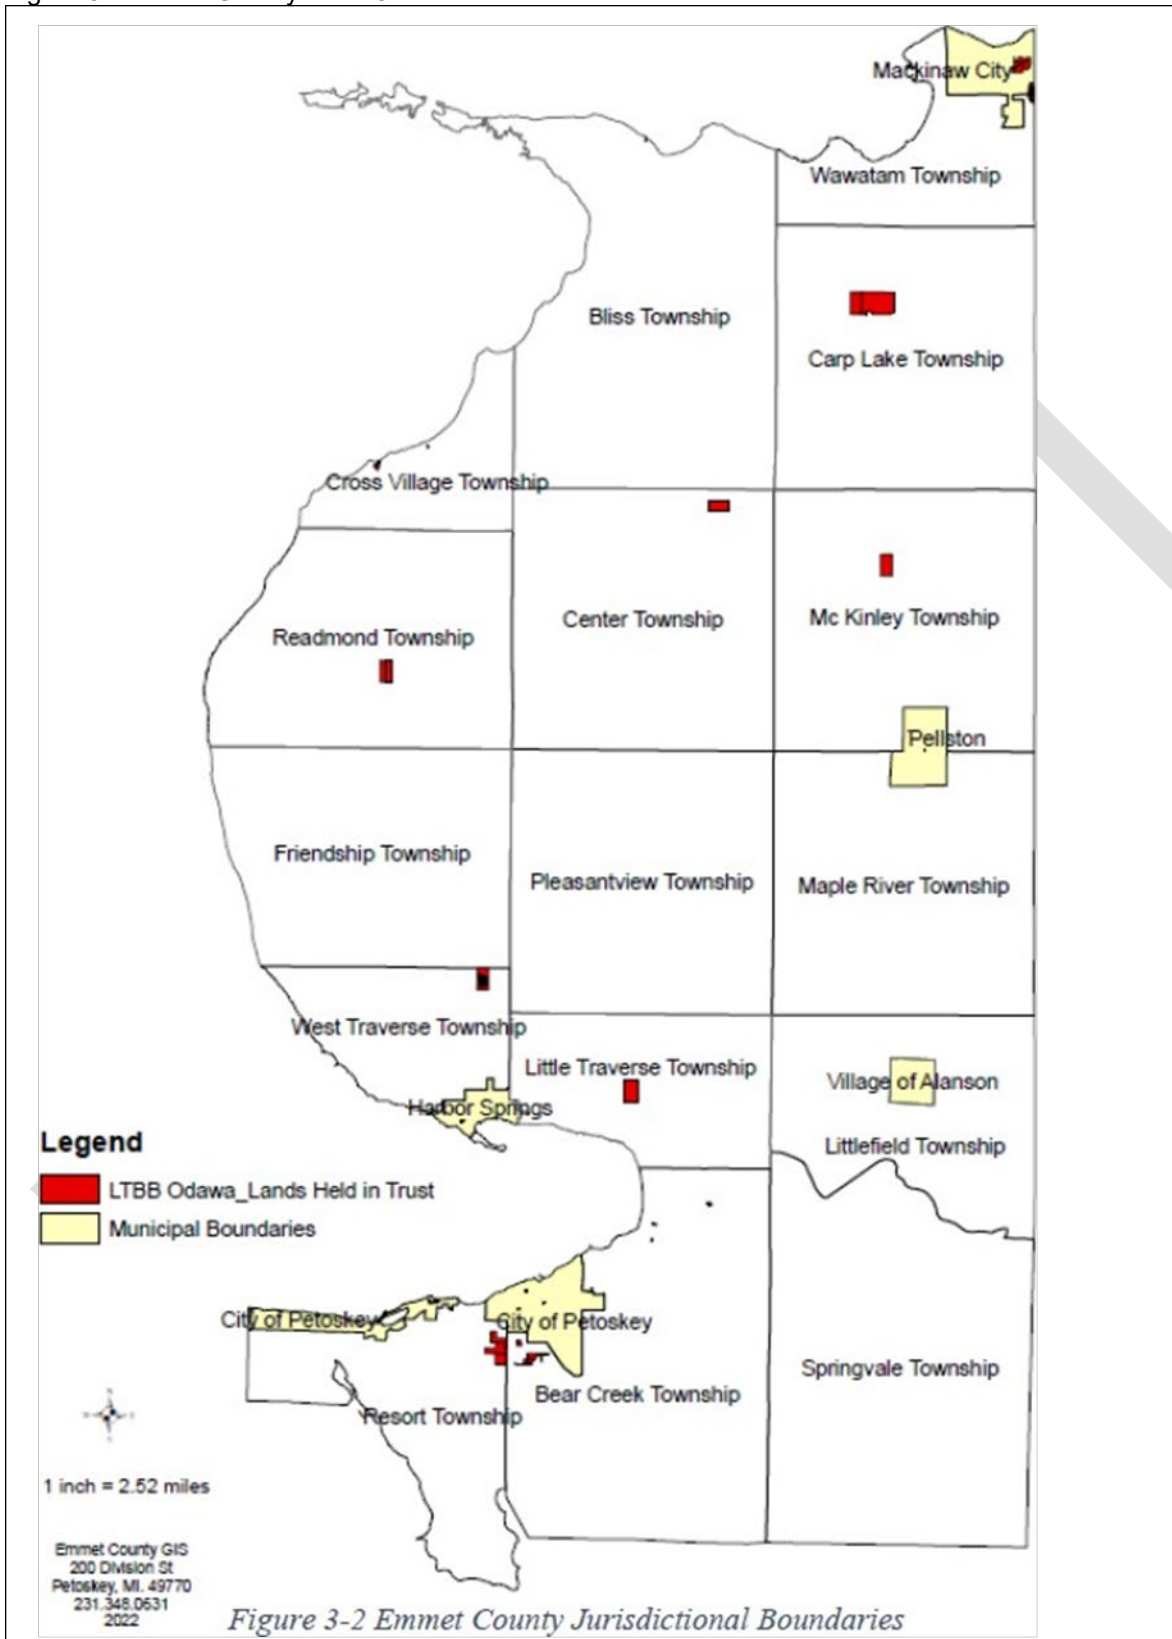 Mackinaw City
Wawatam Township
Bliss Township
Carp Lake Township
Cross Village Township
Center Township
Mc Kinley Township
Readmond Township
Pellston
Friendship Township
Pleasantview Township
Maple River Township
West Traverse Township
Little Traverse Township
Village of Alanson
Harbor Springs
Littlefield Township
Legend
LTBB Odawa_Lands Held in Trust
Municipal Boundaries
City of Petoskey
City of Petoskey
Springvale Township
Bear Creek Township
Resort Township
1 inch = 2.52 miles
Emmet County GIS
200 Division St
Petoskey, MI. 49770
231.348.0631
2022
Figure 3-2 Emmet County Jurisdictional Boundaries